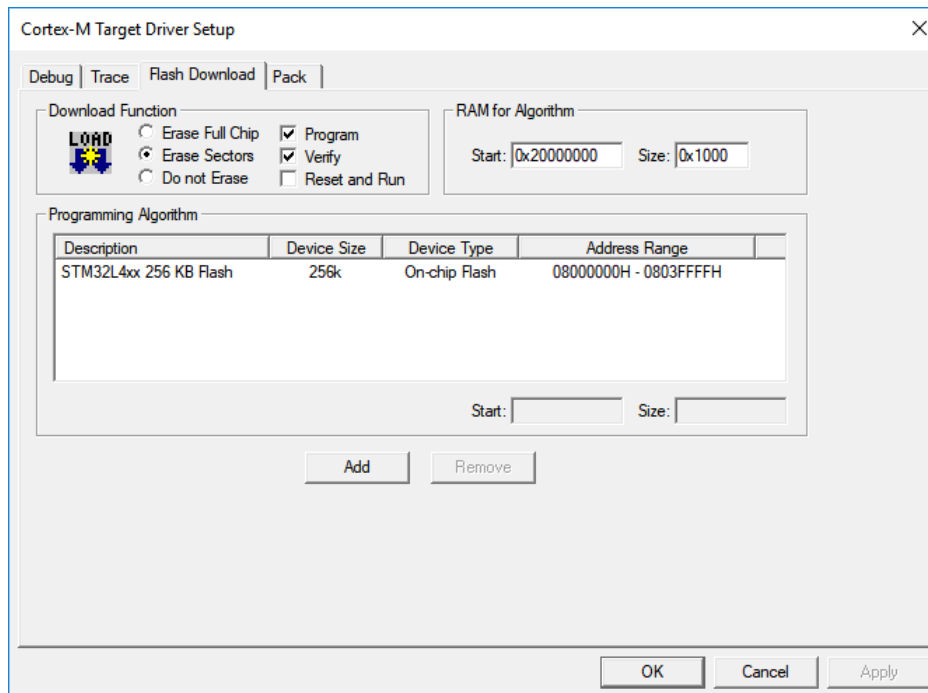 Cortex-M Target Driver Setup
Debug Trace Flash Download Pack
Download Function
LOAD
Erase Full Chip
Erase Sectors
Do not Erase
Program
Verify
Reset and Run
RAM for Algorithm
Start: 0x20000000 Size: 0x1000
Programming Algorithm
Description Device Size Device Type Address Range
STM32L4xx 256 KB Flash 256k On-chip Flash 08000000H - 0803FFFFH
Start: Size:
Add Remove
OK Cancel Apply